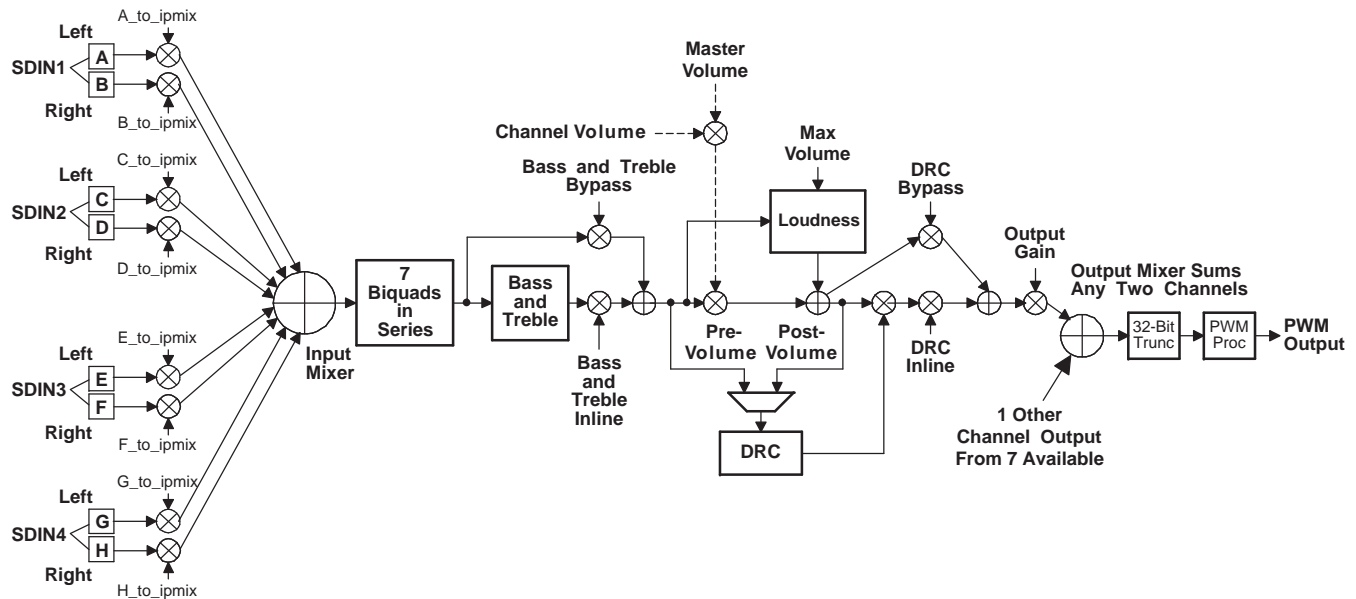 A_to_ipmix
Left
SDIN1
A
B
Right
B_to_ipmix
C_to_ipmix
Left
SDIN2
C
D
Right
D_to_ipmix
E_to_ipmix
Left
SDIN3
E
F
Right
F_to_ipmix
G_to_ipmix
Left
SDIN4
G
H
Right
H_to_ipmix
Input
Mixer
7
Biquads
in
Series
Bass and Treble
Bypass
Bass
and
Treble
Bass
and
Treble
Inline
Master
Volume
Channel Volume
Max
Volume
Loudness
Pre-
Volume
Post-
Volume
DRC
DRC
Bypass
DRC
Inline
Output
Gain
Output Mixer Sums
Any Two Channels
1 Other
Channel Output
From 7 Available
32-Bit
Trunc
PWM
Proc
PWM
Output